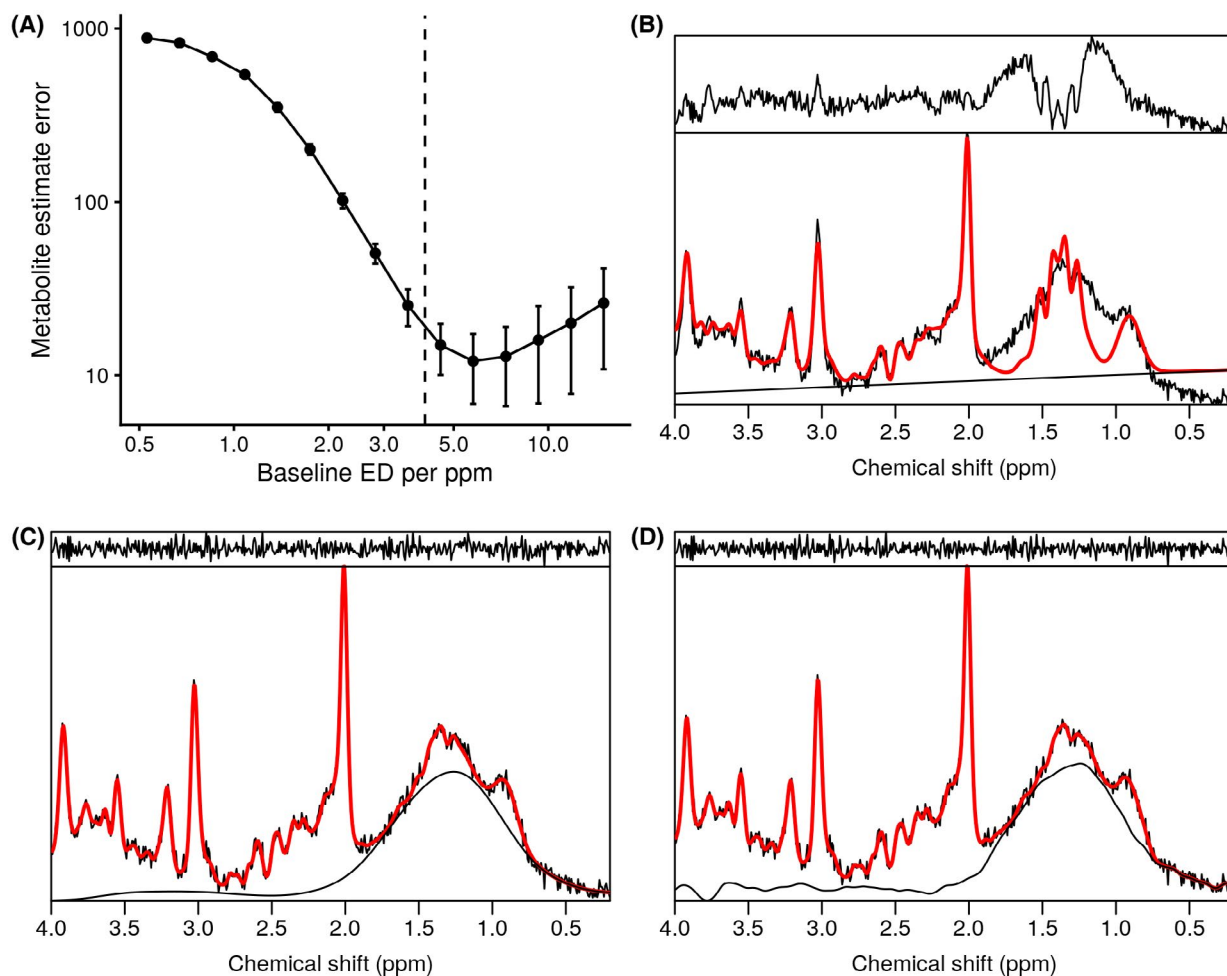 (A)
Metabolite estimate error
1000
100
10
0.5 1.0 2.0 3.0 5.0 10.0
Baseline ED per ppm
(B)
4.0 3.5 3.0 2.5 2.0 1.5 1.0 0.5
Chemical shift (ppm)
(C)
4.0 3.5 3.0 2.5 2.0 1.5 1.0 0.5
Chemical shift (ppm)
(D)
4.0 3.5 3.0 2.5 2.0 1.5 1.0 0.5
Chemical shift (ppm)